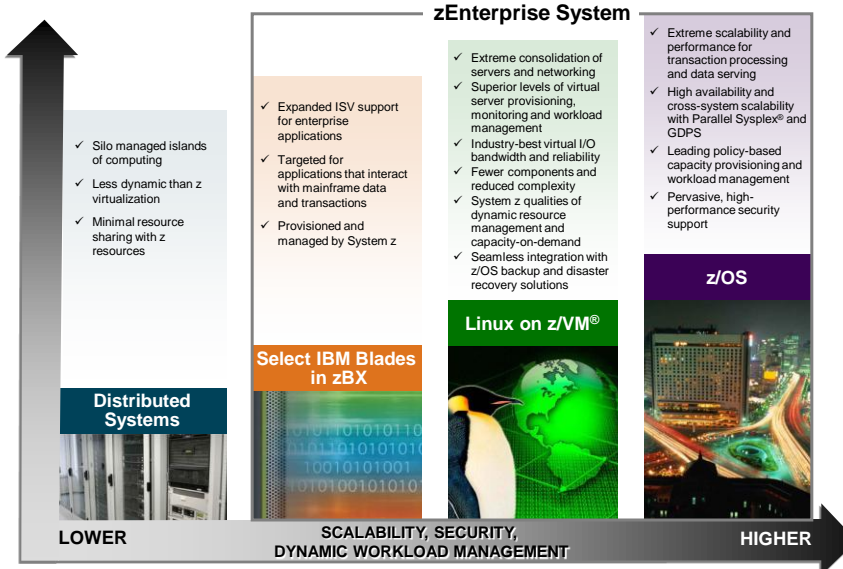 zEnterprise System
✓ Silo managed islands
of computing
✓ Less dynamic than z
virtualization
✓ Minimal resource
sharing with z
resources
Distributed
Systems
✓ Expanded ISV support
for enterprise
applications
✓ Targeted for
applications that interact
with mainframe data
and transactions
✓ Provisioned and
managed by System z
Select IBM Blades
in zBX
10101101010110
0110101010101
10010101001
1010100101010
✓ Extreme consolidation of
servers and networking
✓ Superior levels of virtual
server provisioning,
monitoring and workload
management
✓ Industry-best virtual I/O
bandwidth and reliability
✓ Fewer components and
reduced complexity
✓ System z qualities of
dynamic resource
management and
capacity-on-demand
✓ Seamless integration with
z/OS backup and disaster
recovery solutions
Linux on z/VM®
✓ Extreme scalability and
performance for
transaction processing
and data serving
✓ High availability and
cross-system scalability
with Parallel Sysplex® and
GDPS
✓ Leading policy-based
capacity provisioning and
workload management
✓ Pervasive, high-
performance security
support
z/OS
LOWER
SCALABILITY, SECURITY,
DYNAMIC WORKLOAD MANAGEMENT
HIGHER